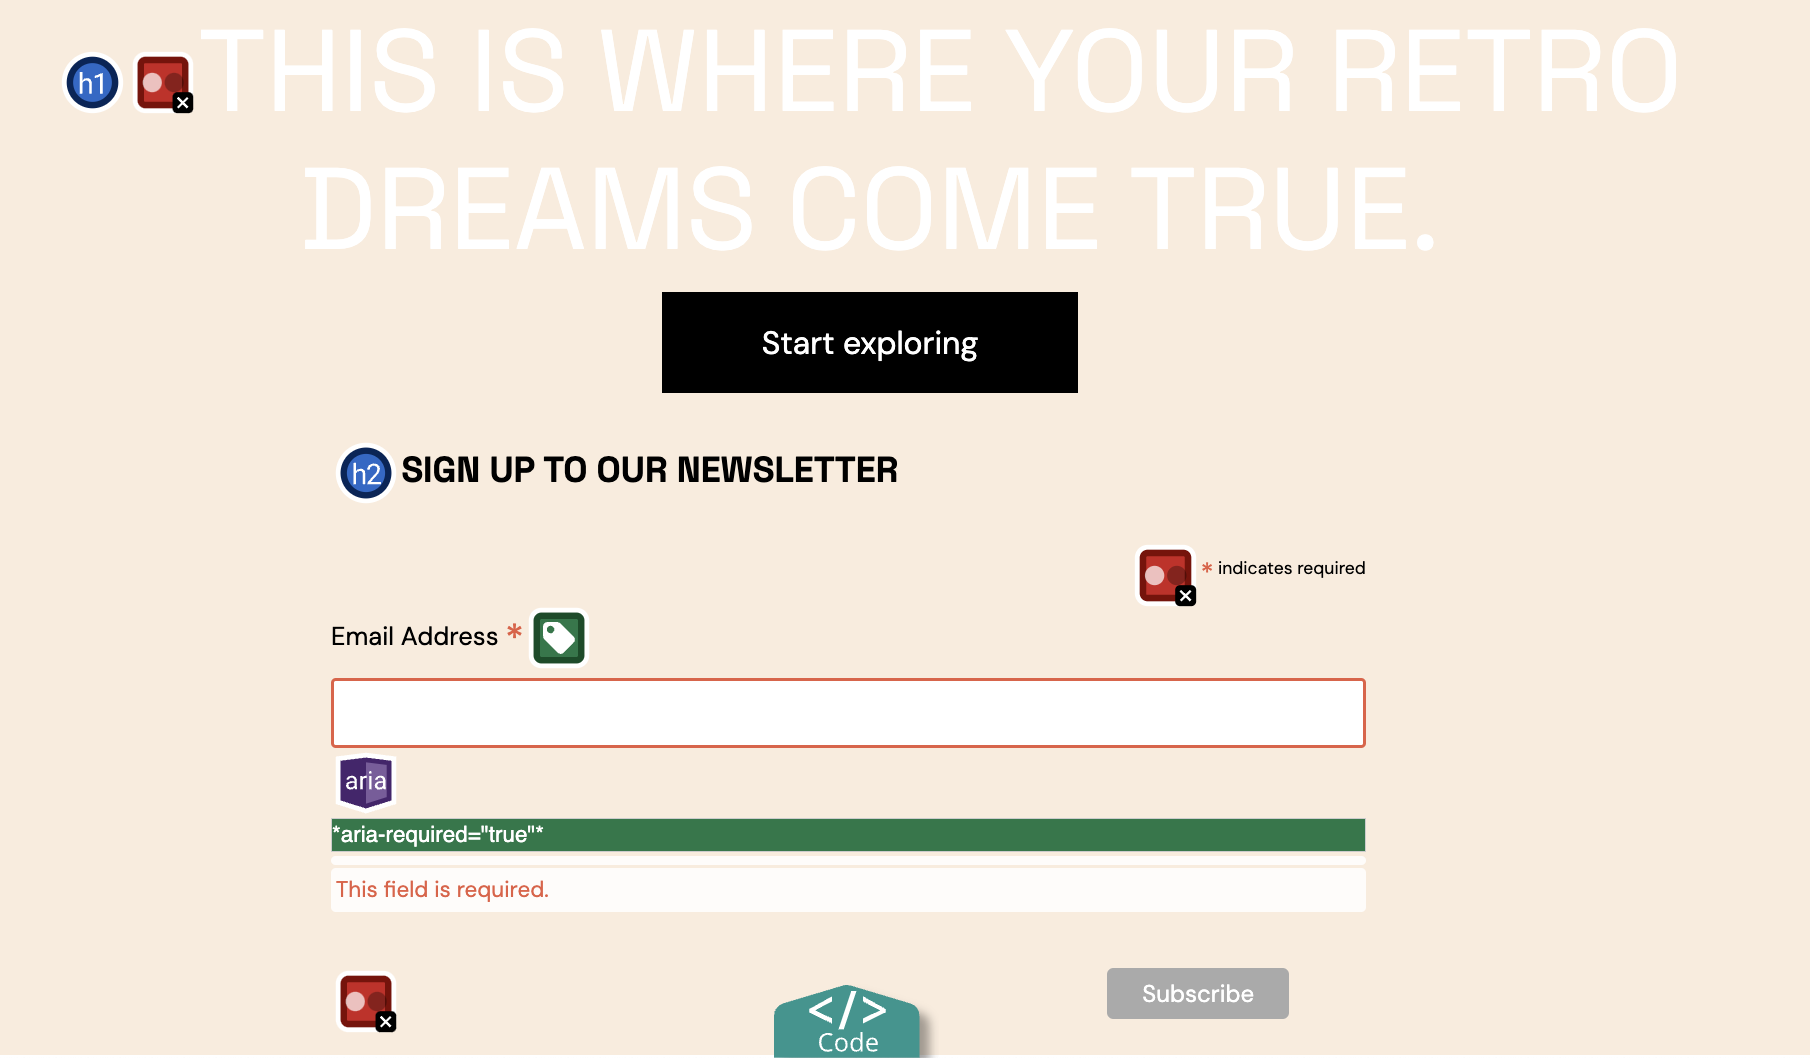 h1 THIS IS WHERE YOUR RETRO
DREAMS COME TRUE.
Start exploring
h2 SIGN UP TO OUR NEWSLETTER
* indicates required
Email Address *
aria
*aria-required="true"*
This field is required.
Subscribe
</>
Code